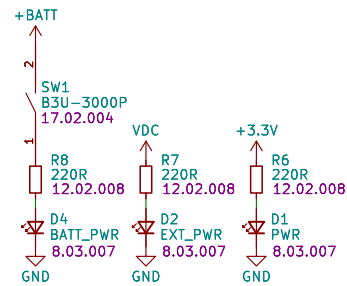 +BATT
2
SW1
B3U-3000P
17.02.004
1
VDC
+3.3V
R8
220R
12.02.008
R7
220R
12.02.008
R6
220R
12.02.008
D4
BATT_PWR
8.03.007
D2
EXT_PWR
8.03.007
D1
PWR
8.03.007
GND
GND
GND